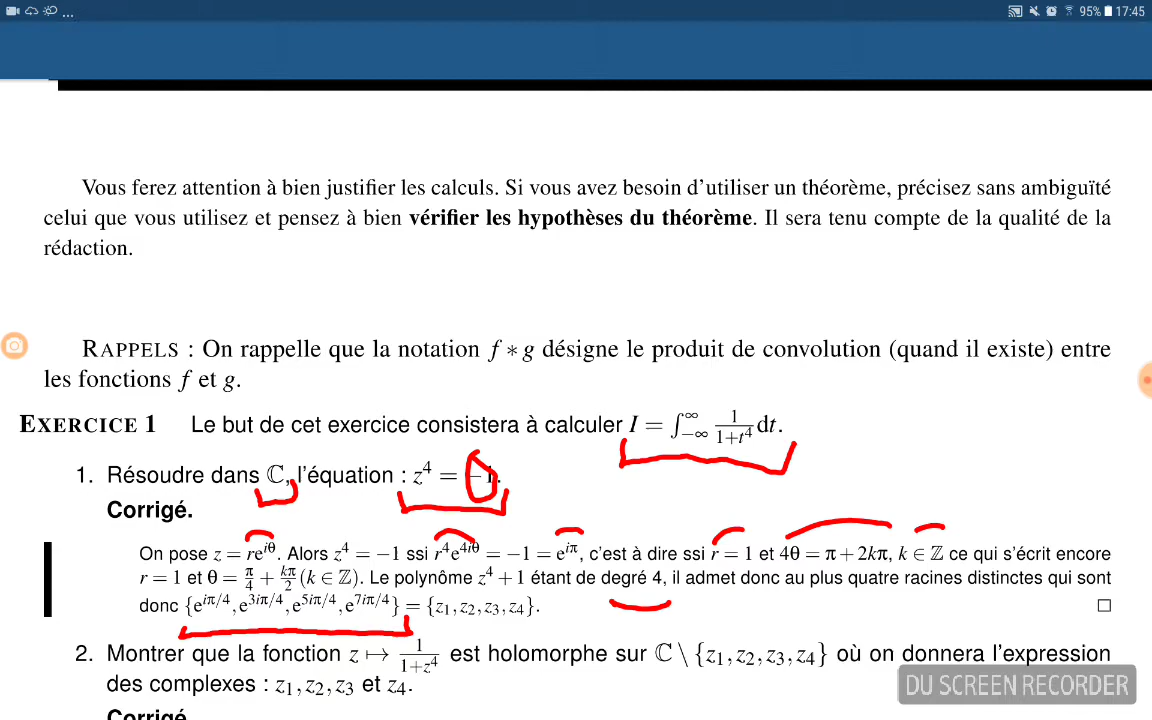 ... 95% 17:45
Vous ferez attention à bien justifier les calculs. Si vous avez besoin d'utiliser un théorème, précisez sans ambiguïté
celui que vous utilisez et pensez à bien vérifier les hypothèses du théorème. Il sera tenu compte de la qualité de la
rédaction.
RAPPELS : On rappelle que la notation f ∗ g désigne le produit de convolution (quand il existe) entre
les fonctions f et g.
EXERCICE 1 Le but de cet exercice consistera à calculer I = ∫_{−∞}^{∞} 1/(1+t⁴) dt.
1. Résoudre dans ℂ, l'équation : z⁴ = −1.
Corrigé.
On pose z = re^{iθ}. Alors z⁴ = −1 ssi r⁴e^{4iθ} = −1 = e^{iπ}, c'est à dire ssi r = 1 et 4θ = π + 2kπ, k ∈ ℤ ce qui s'écrit encore
r = 1 et θ = π/4 + kπ/2 (k ∈ ℤ). Le polynôme z⁴ + 1 étant de degré 4, il admet donc au plus quatre racines distinctes qui sont
donc {e^{iπ/4}, e^{3iπ/4}, e^{5iπ/4}, e^{7iπ/4}} = {z₁, z₂, z₃, z₄}. □
2. Montrer que la fonction z ↦ 1/(1+z⁴) est holomorphe sur ℂ \ {z₁, z₂, z₃, z₄} où on donnera l'expression
des complexes : z₁, z₂, z₃ et z₄.
DU SCREEN RECORDER
Corrigé